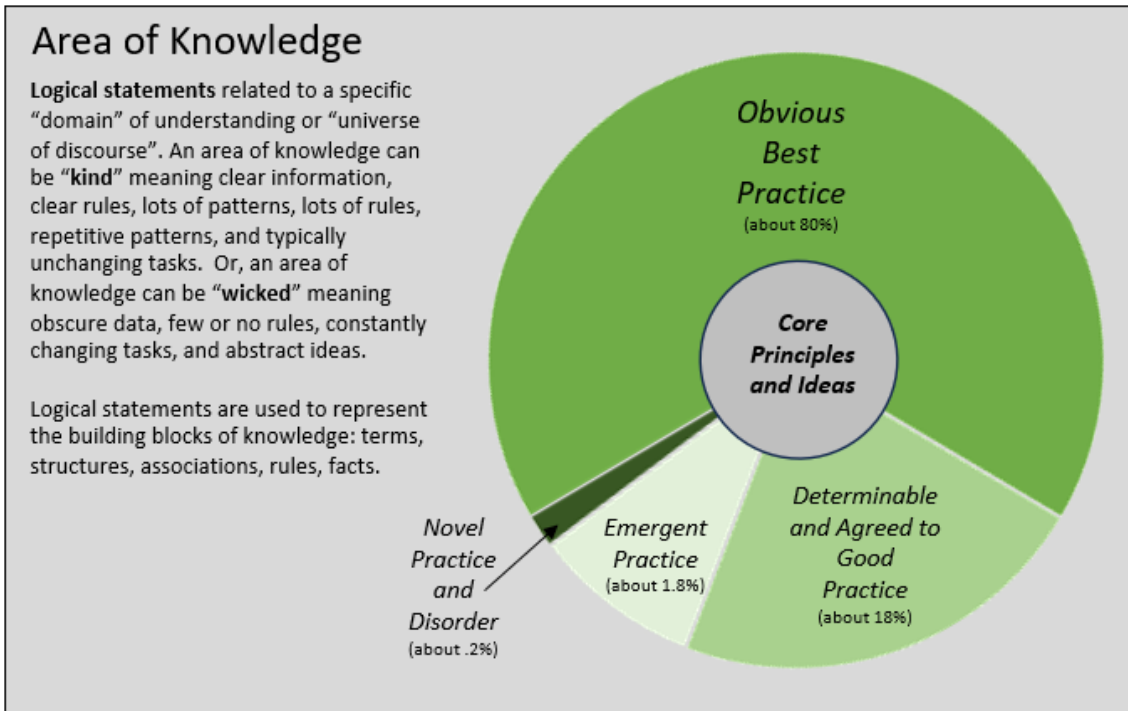 Area of Knowledge
Logical statements related to a specific
“domain” of understanding or “universe
of discourse”. An area of knowledge can
be “kind” meaning clear information,
clear rules, lots of patterns, lots of rules,
repetitive patterns, and typically
unchanging tasks.  Or, an area of
knowledge can be “wicked” meaning
obscure data, few or no rules, constantly
changing tasks, and abstract ideas.
Logical statements are used to represent
the building blocks of knowledge: terms,
structures, associations, rules, facts.
Obvious
Best
Practice
(about 80%)
Core
Principles
and Ideas
Novel
Practice
and
Disorder
(about .2%)
Emergent
Practice
(about 1.8%)
Determinable
and Agreed to
Good
Practice
(about 18%)